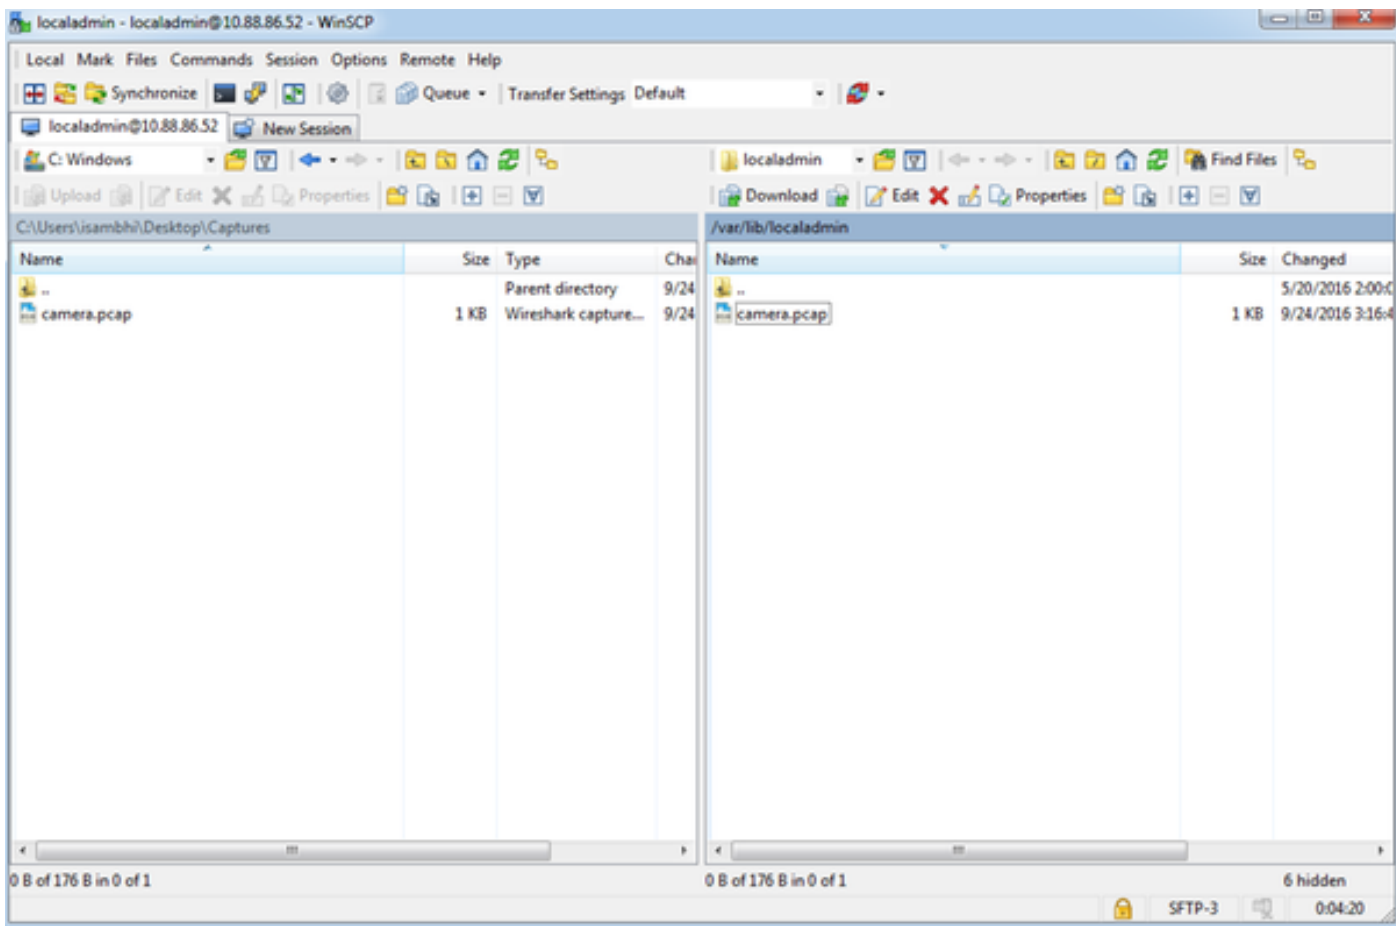 localadmin - localadmin@10.88.86.52 - WinSCP
Local Mark Files Commands Session Options Remote Help
Synchronize Queue Transfer Settings Default
localadmin@10.88.86.52 New Session
C: Windows localadmin Find Files
Upload Edit Properties Download Edit Properties
C:\Users\isambhi\Desktop\Captures /var/lib/localadmin
Name Size Type Chai Name Size Changed
.. Parent directory 9/24 .. 5/20/2016 2:00:0
camera.pcap 1 KB Wireshark capture... 9/24 camera.pcap 1 KB 9/24/2016 3:16:4
0 B of 176 B in 0 of 1 0 B of 176 B in 0 of 1 6 hidden
SFTP-3 0:04:20